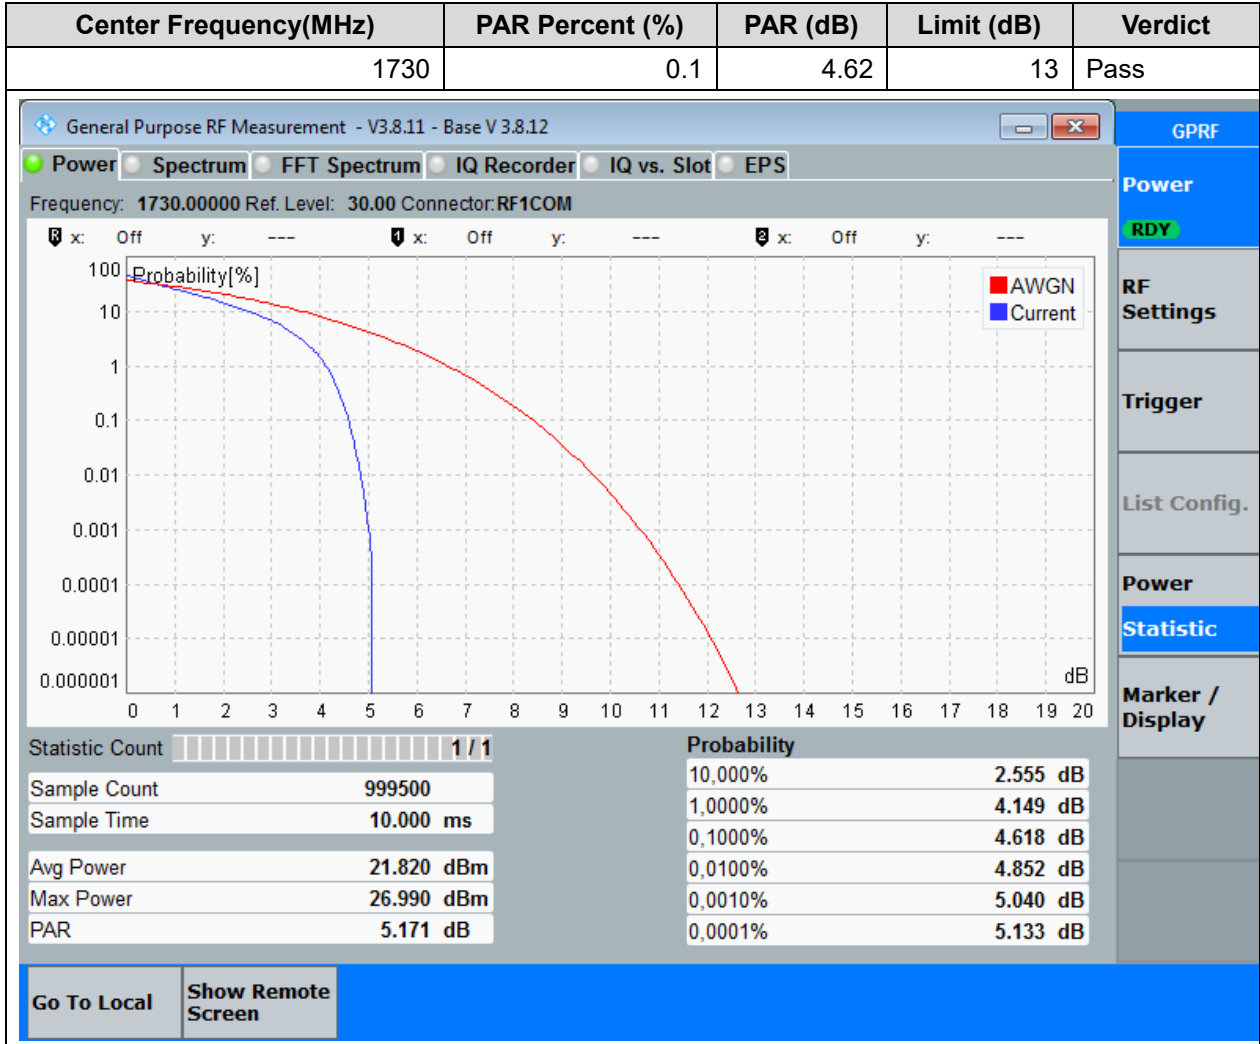 Center Frequency(MHz) PAR Percent (%) PAR (dB) Limit (dB) Verdict
1730 0.1 4.62 13 Pass
General Purpose RF Measurement - V3.8.11 - Base V 3.8.12
GPRF
Power Spectrum FFT Spectrum IQ Recorder IQ vs. Slot EPS
Frequency: 1730.00000 Ref. Level: 30.00 Connector: RF1COM
R x: Off y: --- 1 x: Off y: --- 2 x: Off y: ---
Probability[%]
AWGN
Current
100
10
1
0.1
0.01
0.001
0.0001
0.00001
0.000001
dB
0 1 2 3 4 5 6 7 8 9 10 11 12 13 14 15 16 17 18 19 20
Statistic Count 1 / 1
Sample Count 999500
Sample Time 10.000 ms
Avg Power 21.820 dBm
Max Power 26.990 dBm
PAR 5.171 dB
Probability
10,000% 2.555 dB
1,0000% 4.149 dB
0,1000% 4.618 dB
0,0100% 4.852 dB
0,0010% 5.040 dB
0,0001% 5.133 dB
Power
RDY
RF
Settings
Trigger
List Config.
Power
Statistic
Marker /
Display
Go To Local
Show Remote
Screen